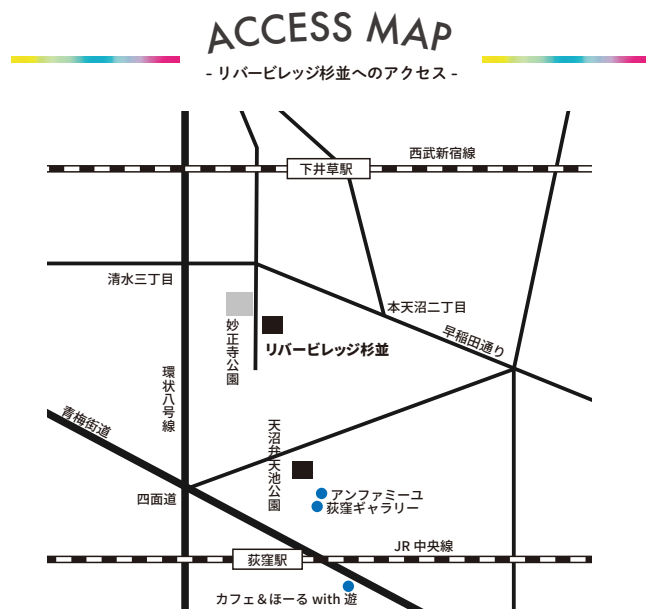 ACCESS MAP
- リバービレッジ杉並へのアクセス -
西武新宿線
下井草駅
清水三丁目
本天沼二丁目
早稲田通り
妙正寺公園
リバービレッジ杉並
環状八号線
青梅街道
天沼弁天池公園
四面道
アンファミーユ
荻窪ギャラリー
JR 中央線
荻窪駅
カフェ＆ほーる with 遊